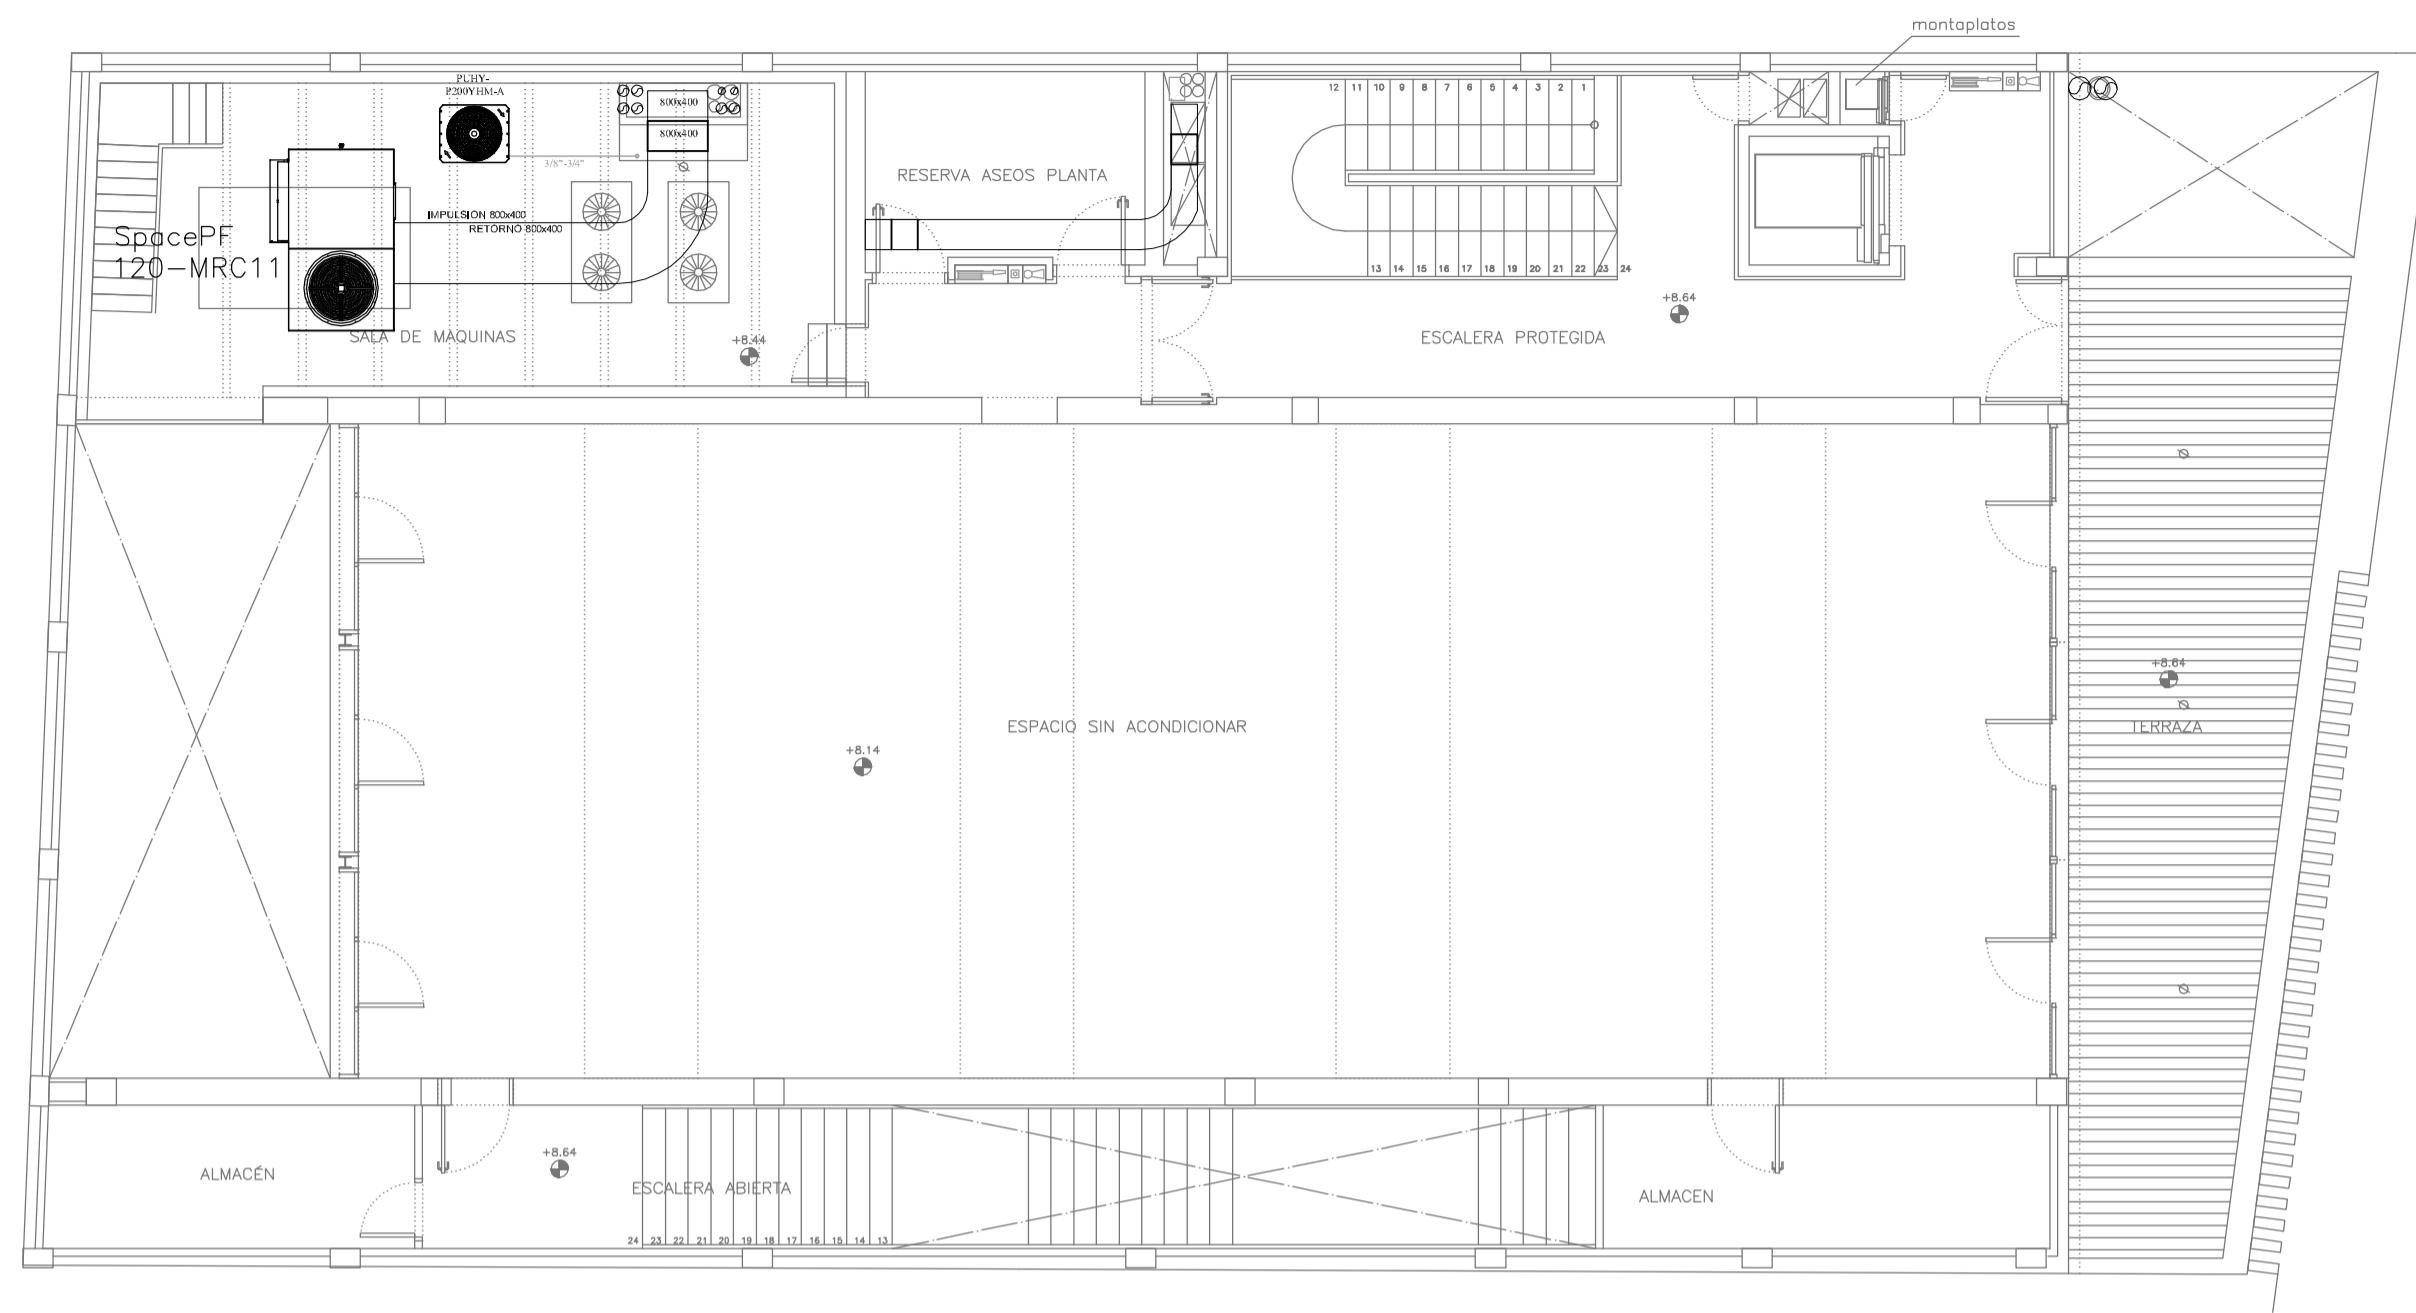 montaplatos
PUHY-
P200YHM-A
800x400
800x400
3/8"-3/4"
12 11 10 9 8 7 6 5 4 3 2 1
RESERVA ASEOS PLANTA
IMPULSION 800x400
RETORNO 800x400
SpacePF
120-MRC11
13 14 15 16 17 18 19 20 21 22 23 24
+8.64
SALA DE MAQUINAS
+8.44
ESCALERA PROTEGIDA
+8.64
ESPACIO SIN ACONDICIONAR
TERRAZA
+8.14
+8.64
ALMACÉN
ESCALERA ABIERTA
ALMACEN
24 23 22 21 20 19 18 17 16 15 14 13